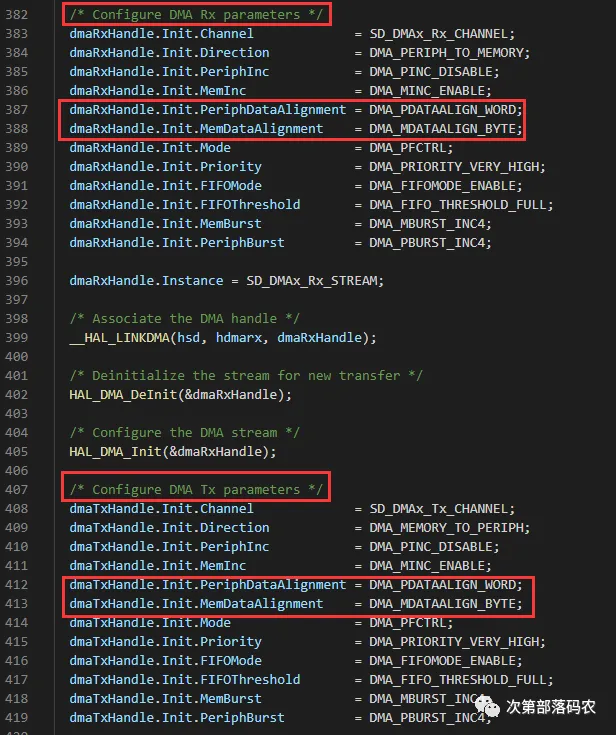 382 /* Configure DMA Rx parameters */
383 dmaRxHandle.Init.Channel = SD_DMAx_Rx_CHANNEL;
384 dmaRxHandle.Init.Direction = DMA_PERIPH_TO_MEMORY;
385 dmaRxHandle.Init.PeriphInc = DMA_PINC_DISABLE;
386 dmaRxHandle.Init.MemInc = DMA_MINC_ENABLE;
387 dmaRxHandle.Init.PeriphDataAlignment = DMA_PDATAALIGN_WORD;
388 dmaRxHandle.Init.MemDataAlignment = DMA_MDATAALIGN_BYTE;
389 dmaRxHandle.Init.Mode = DMA_PFCTRL;
390 dmaRxHandle.Init.Priority = DMA_PRIORITY_VERY_HIGH;
391 dmaRxHandle.Init.FIFOMode = DMA_FIFOMODE_ENABLE;
392 dmaRxHandle.Init.FIFOThreshold = DMA_FIFO_THRESHOLD_FULL;
393 dmaRxHandle.Init.MemBurst = DMA_MBURST_INC4;
394 dmaRxHandle.Init.PeriphBurst = DMA_PBURST_INC4;
395
396 dmaRxHandle.Instance = SD_DMAx_Rx_STREAM;
397
398 /* Associate the DMA handle */
399 __HAL_LINKDMA(hsd, hdmarx, dmaRxHandle);
400
401 /* Deinitialize the stream for new transfer */
402 HAL_DMA_DeInit(&dmaRxHandle);
403
404 /* Configure the DMA stream */
405 HAL_DMA_Init(&dmaRxHandle);
406
407 /* Configure DMA Tx parameters */
408 dmaTxHandle.Init.Channel = SD_DMAx_Tx_CHANNEL;
409 dmaTxHandle.Init.Direction = DMA_MEMORY_TO_PERIPH;
410 dmaTxHandle.Init.PeriphInc = DMA_PINC_DISABLE;
411 dmaTxHandle.Init.MemInc = DMA_MINC_ENABLE;
412 dmaTxHandle.Init.PeriphDataAlignment = DMA_PDATAALIGN_WORD;
413 dmaTxHandle.Init.MemDataAlignment = DMA_MDATAALIGN_BYTE;
414 dmaTxHandle.Init.Mode = DMA_PFCTRL;
415 dmaTxHandle.Init.Priority = DMA_PRIORITY_VERY_HIGH;
416 dmaTxHandle.Init.FIFOMode = DMA_FIFOMODE_ENABLE;
417 dmaTxHandle.Init.FIFOThreshold = DMA_FIFO_THRESHOLD_FULL;
418 dmaTxHandle.Init.MemBurst = DMA_MBURST_INC4;
419 dmaTxHandle.Init.PeriphBurst = DMA_PBURST_INC4;
次第部落码农